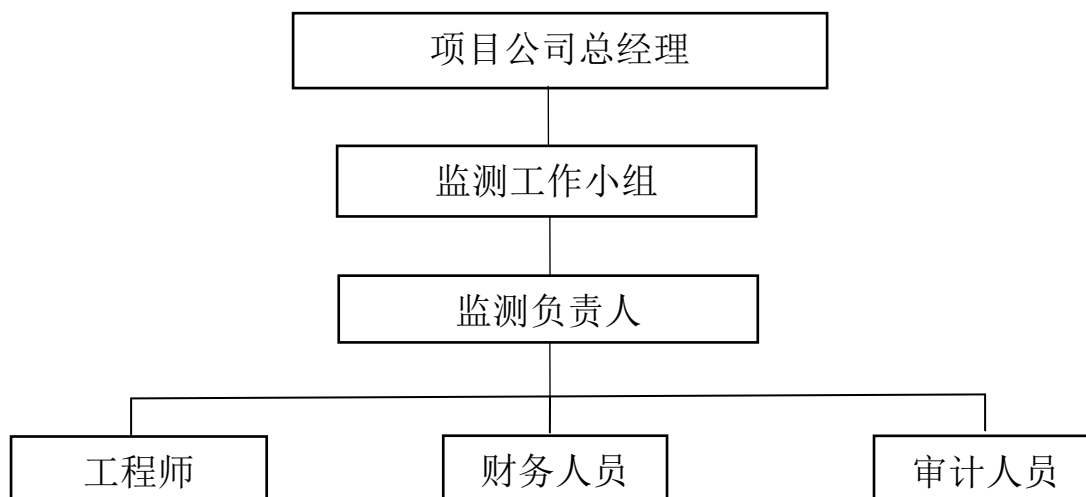 项目公司总经理
监测工作小组
监测负责人
工程师
财务人员
审计人员